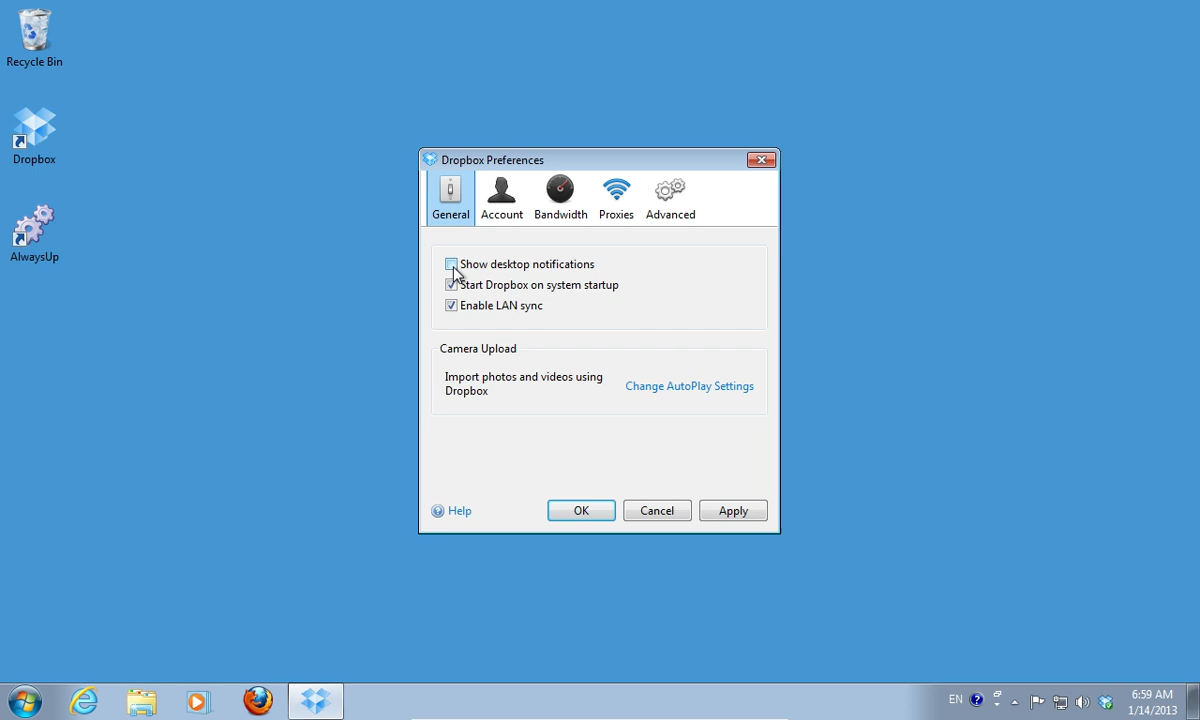 Recycle Bin
Dropbox
AlwaysUp
Dropbox Preferences
General Account Bandwidth Proxies Advanced
Show desktop notifications
Start Dropbox on system startup
Enable LAN sync
Camera Upload
Import photos and videos using
Dropbox
Change AutoPlay Settings
Help OK Cancel Apply
EN 6:59 AM
1/14/2013